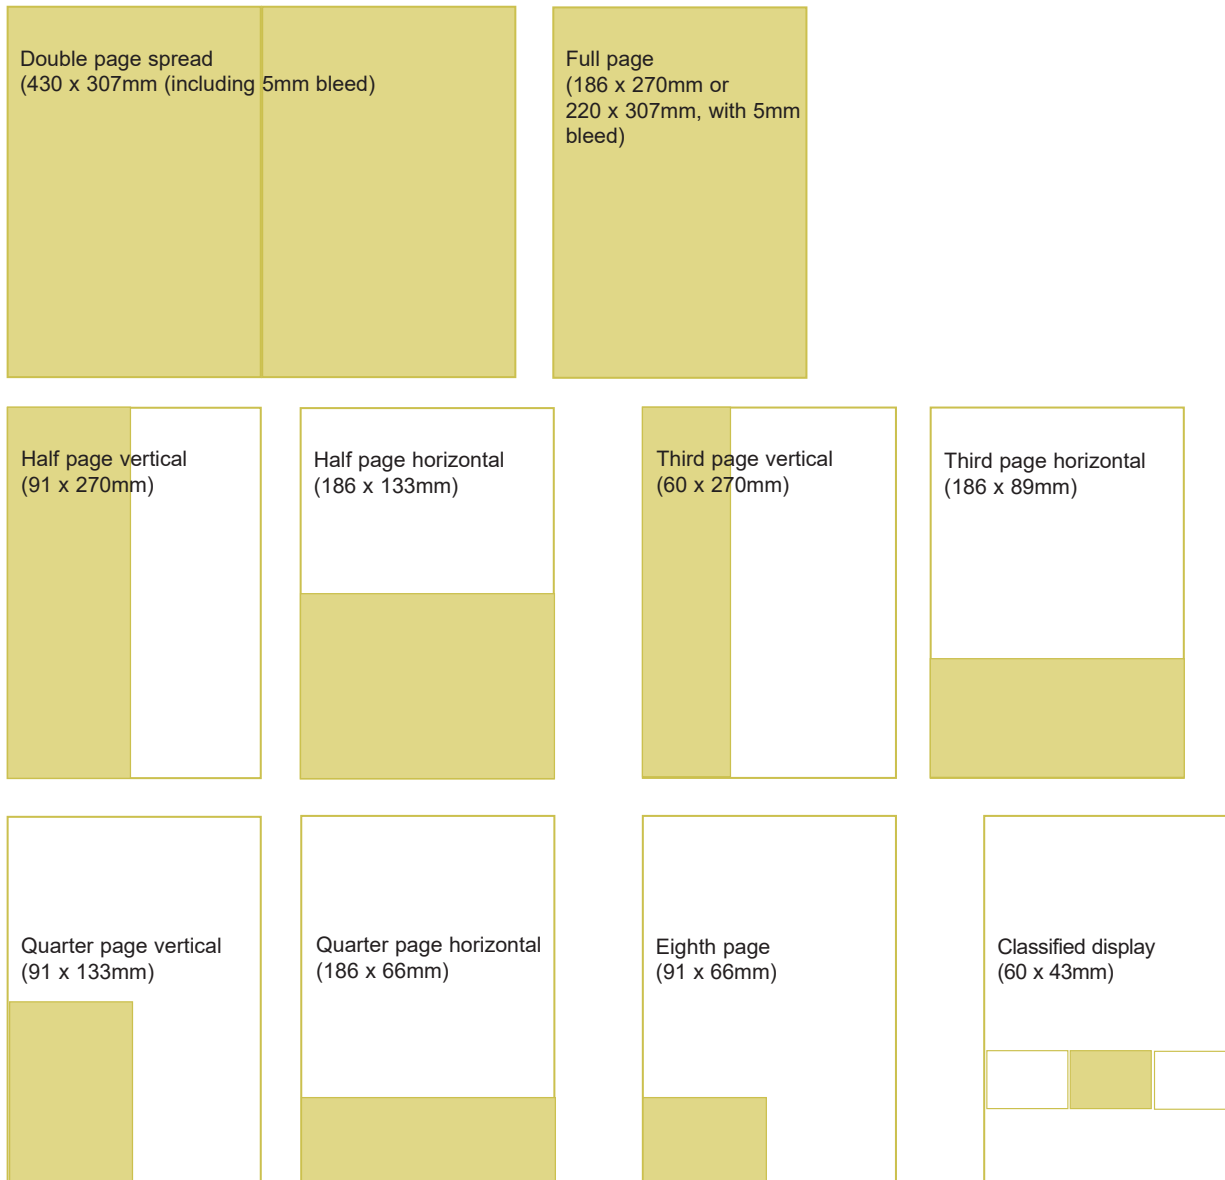 Double page spread
(430 x 307mm (including 5mm bleed)
Full page
(186 x 270mm or
220 x 307mm, with 5mm
bleed)
Half page vertical
(91 x 270mm)
Half page horizontal
(186 x 133mm)
Third page vertical
(60 x 270mm)
Third page horizontal
(186 x 89mm)
Quarter page vertical
(91 x 133mm)
Quarter page horizontal
(186 x 66mm)
Eighth page
(91 x 66mm)
Classified display
(60 x 43mm)